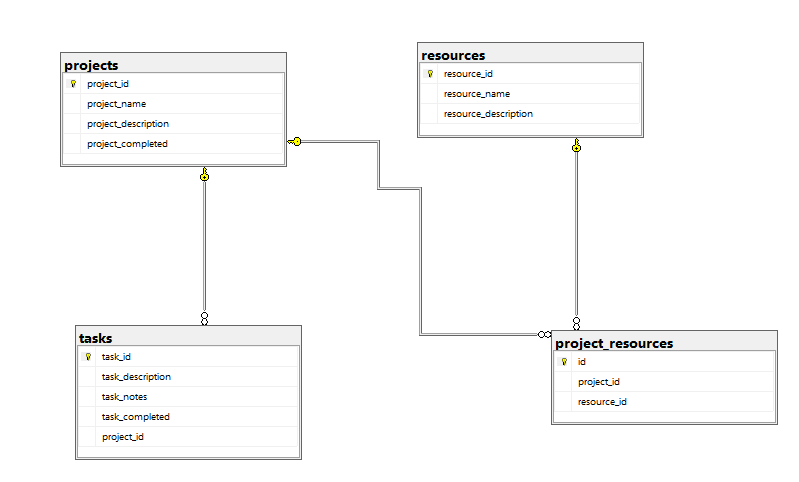 projects
project_id
project_name
project_description
project_completed
resources
resource_id
resource_name
resource_description
tasks
task_id
task_description
task_notes
task_completed
project_id
project_resources
id
project_id
resource_id